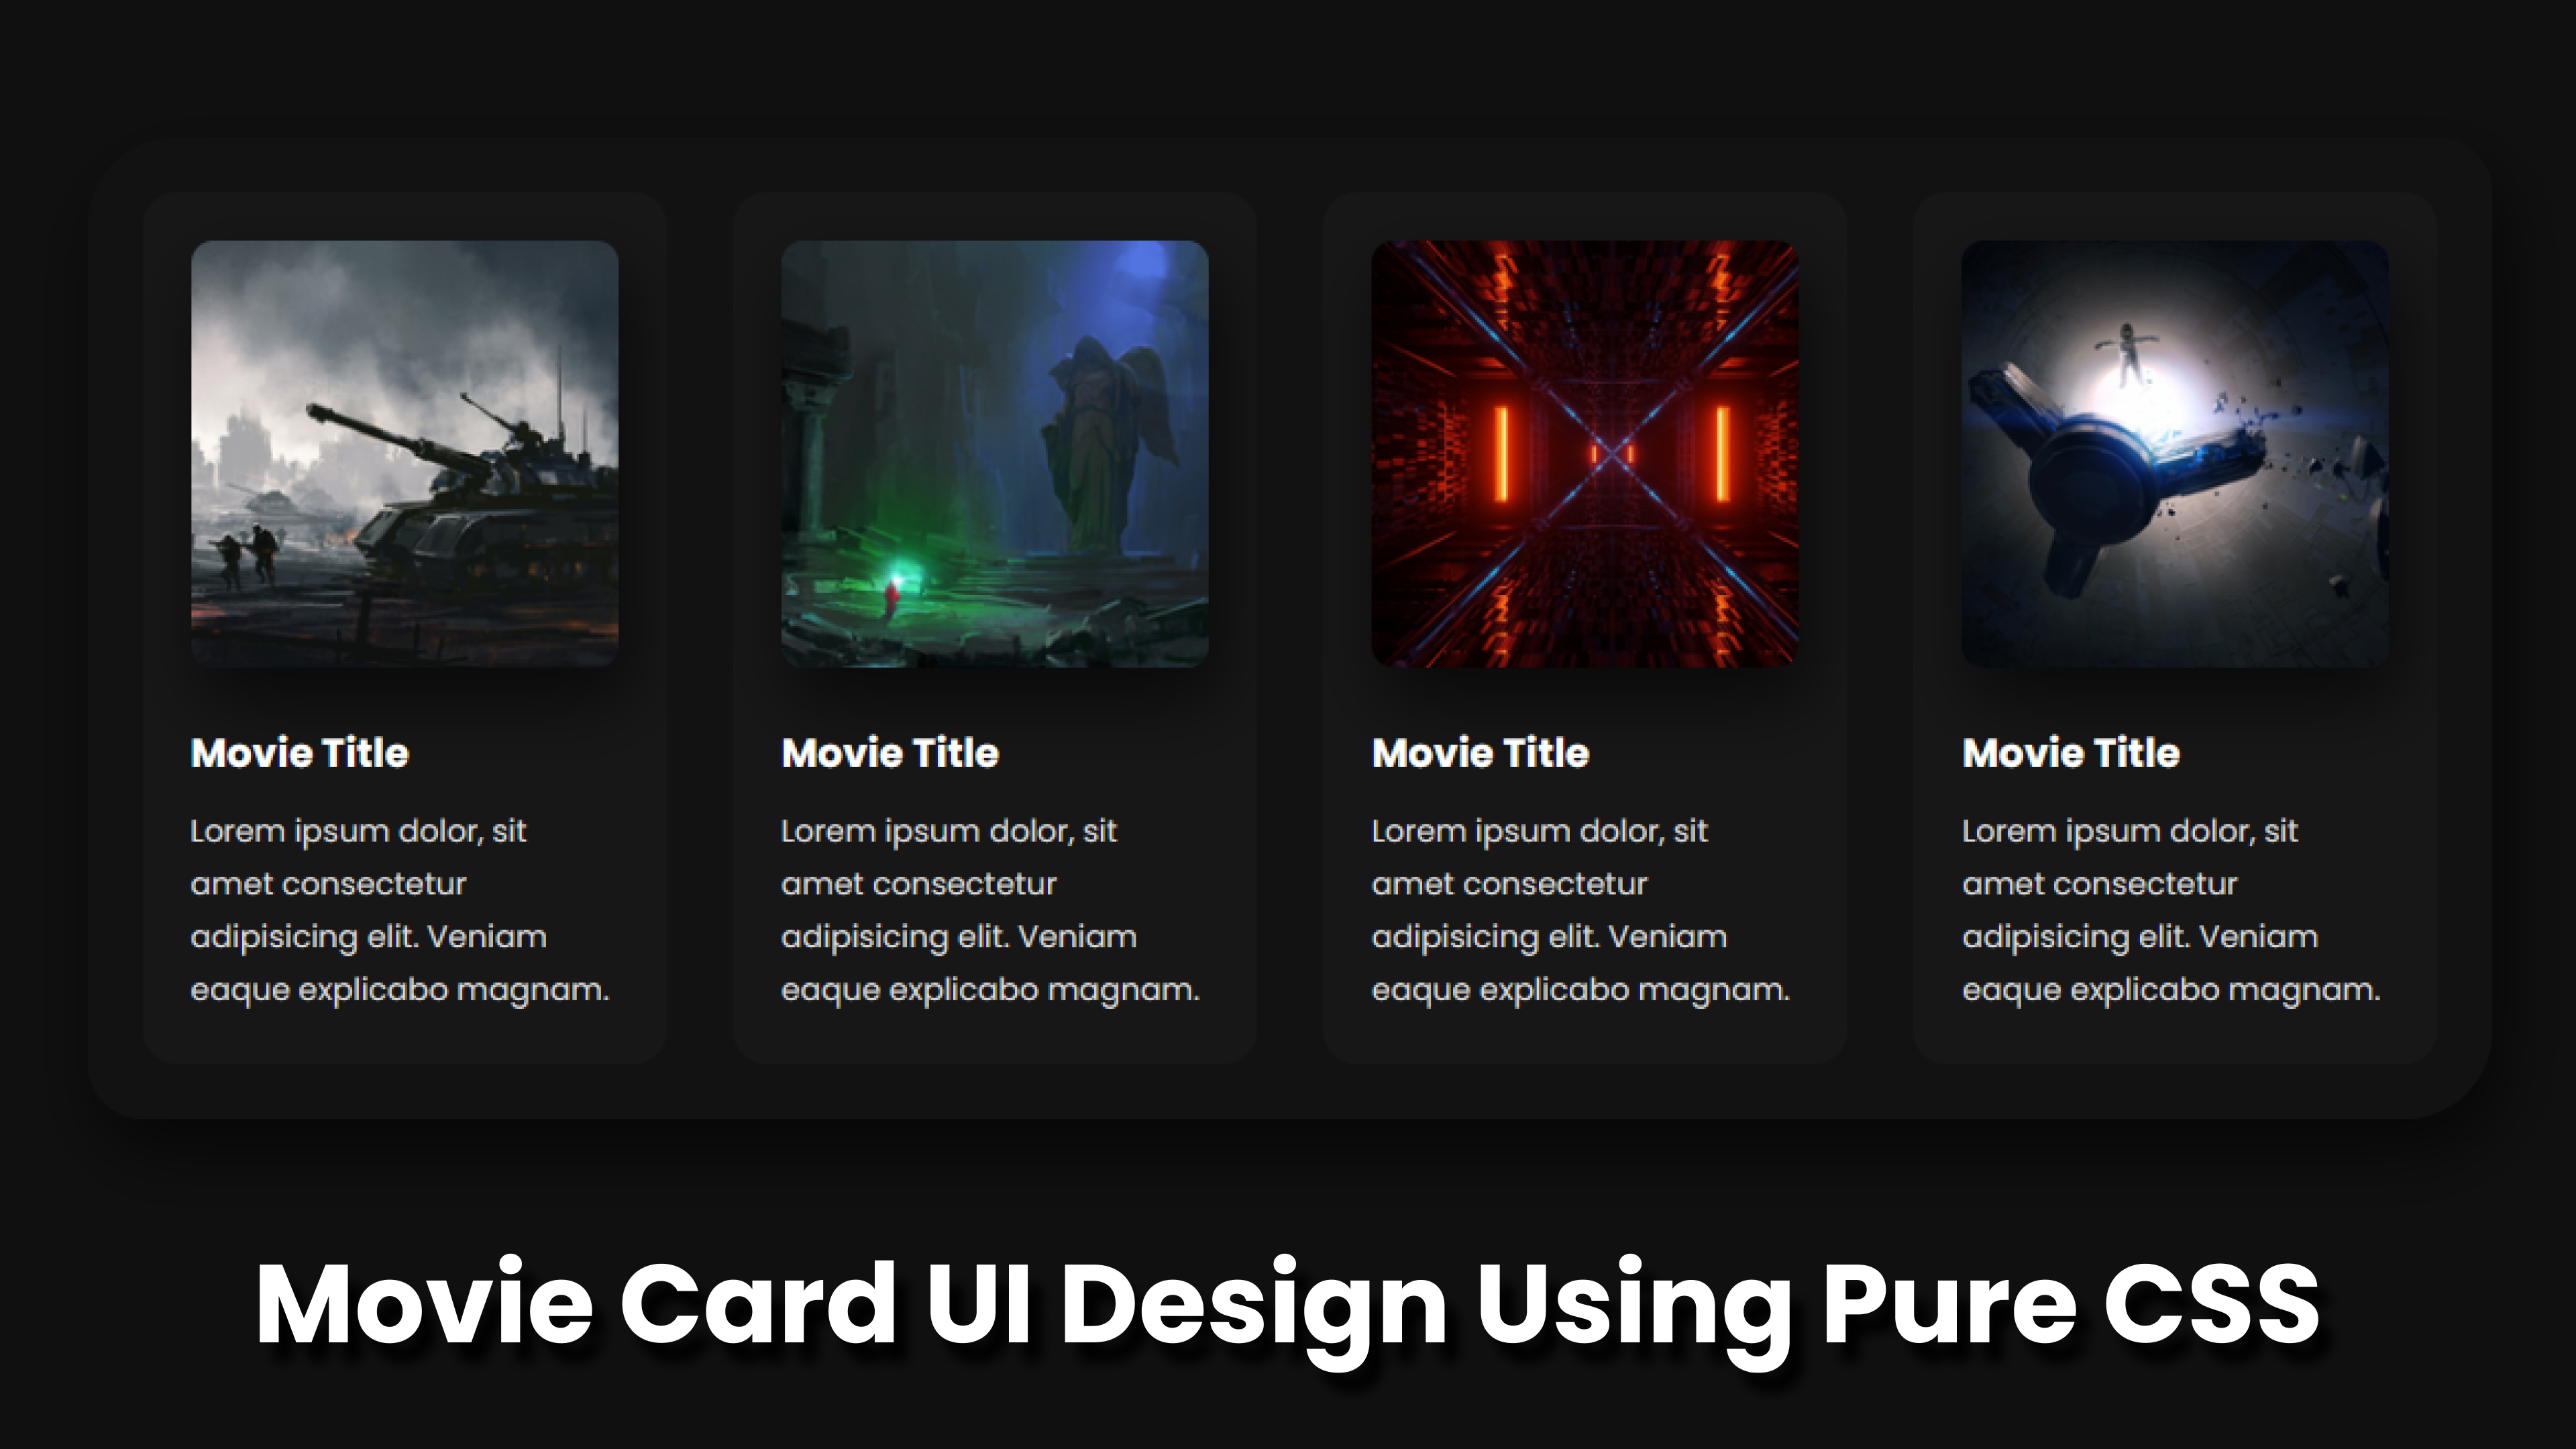 Movie Title
Lorem ipsum dolor, sit
amet consectetur
adipisicing elit. Veniam
eaque explicabo magnam.
Movie Title
Lorem ipsum dolor, sit
amet consectetur
adipisicing elit. Veniam
eaque explicabo magnam.
Movie Title
Lorem ipsum dolor, sit
amet consectetur
adipisicing elit. Veniam
eaque explicabo magnam.
Movie Title
Lorem ipsum dolor, sit
amet consectetur
adipisicing elit. Veniam
eaque explicabo magnam.
Movie Card UI Design Using Pure CSS